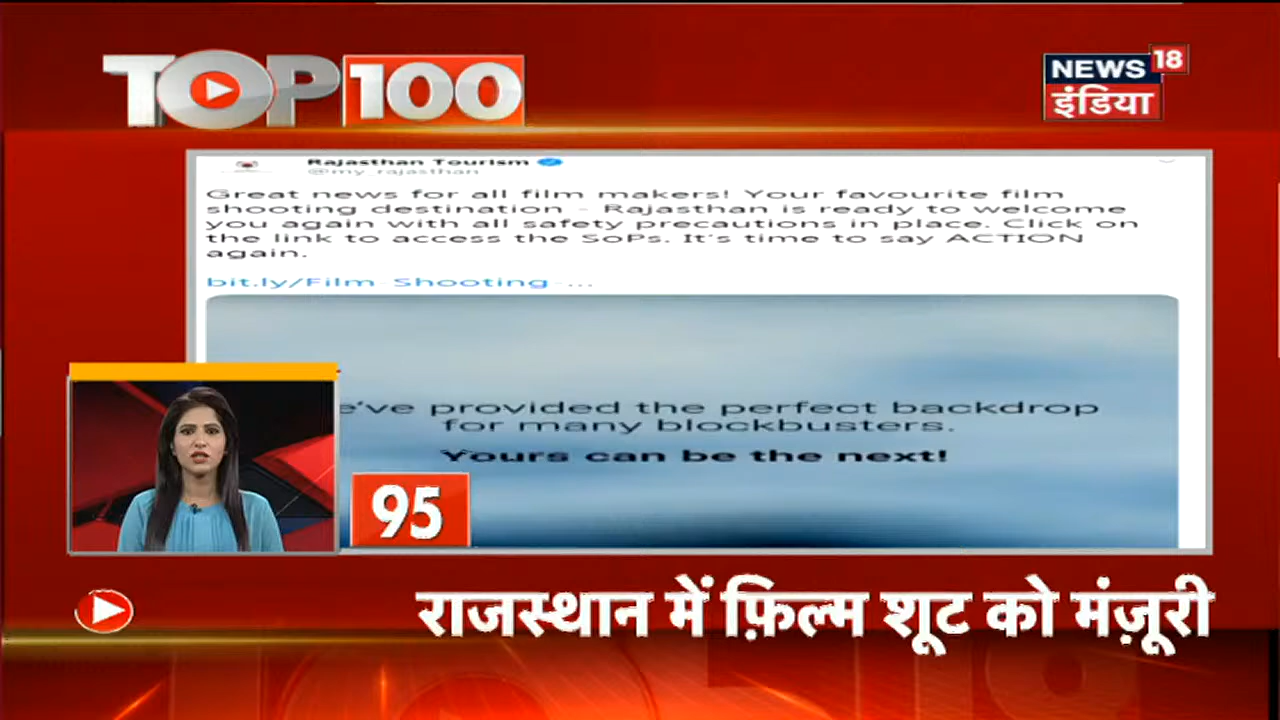 TOP 100
NEWS 18
इंडिया
Rajasthan Tourism
@my_rajasthan
Great news for all film makers! Your favourite film
shooting destination - Rajasthan is ready to welcome
you again with all safety precautions in place. Click on
the link to access the SoPs. It's time to say ACTION
again.
bit.ly/Film-Shooting-...
e've provided the perfect backdrop
for many blockbusters.
Yours can be the next!
95
राजस्थान में फ़िल्म शूट को मंज़ूरी